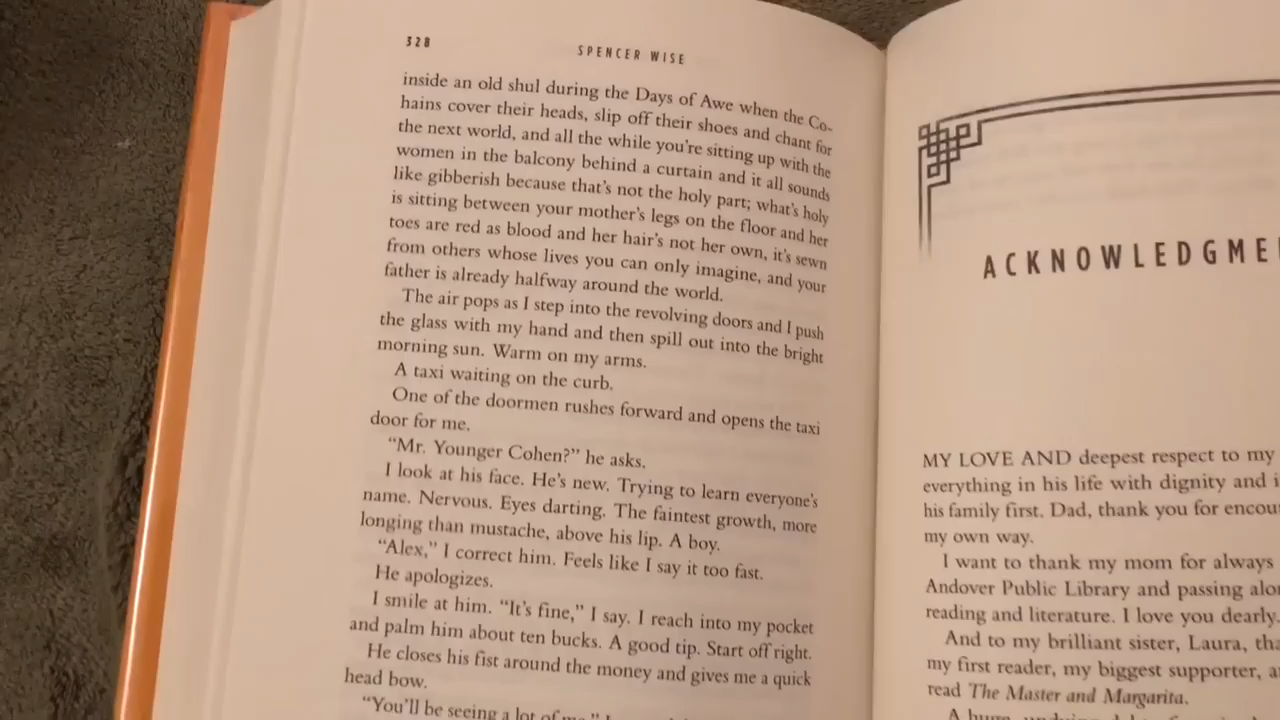 328
SPENCER WISE
inside an old shul during the Days of Awe when the Co-
hains cover their heads, slip off their shoes and chant for
the next world, and all the while you're sitting up with the
women in the balcony behind a curtain and it all sounds
like gibberish because that's not the holy part; what's holy
is sitting between your mother's legs on the floor and her
toes are red as blood and her hair's not her own, it's sewn
from others whose lives you can only imagine, and your
father is already halfway around the world.
The air pops as I step into the revolving doors and I push
the glass with my hand and then spill out into the bright
morning sun. Warm on my arms.
A taxi waiting on the curb.
One of the doormen rushes forward and opens the taxi
door for me.
“Mr. Younger Cohen?” he asks.
I look at his face. He's new. Trying to learn everyone's
name. Nervous. Eyes darting. The faintest growth, more
longing than mustache, above his lip. A boy.
“Alex,” I correct him. Feels like I say it too fast.
He apologizes.
I smile at him. “It's fine,” I say. I reach into my pocket
and palm him about ten bucks. A good tip. Start off right.
He closes his fist around the money and gives me a quick
head bow.
“You'll be seeing a lot of me,”
ACKNOWLEDGME
MY LOVE AND deepest respect to my
everything in his life with dignity and i
his family first. Dad, thank you for encou
my own way.
I want to thank my mom for always
Andover Public Library and passing alo
reading and literature. I love you dearly.
And to my brilliant sister, Laura, tha
my first reader, my biggest supporter, a
read The Master and Margarita.
A huge